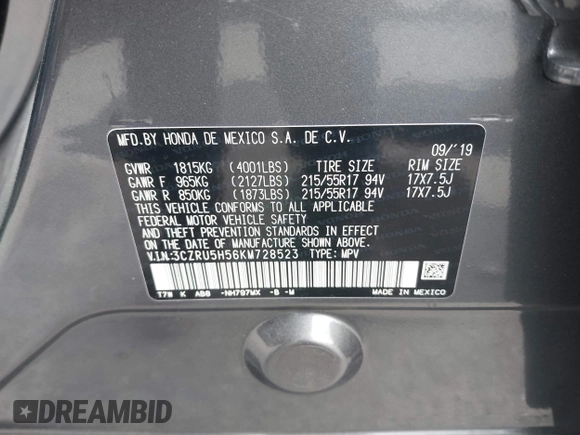 MFD.BY HONDA DE MEXICO S.A. DE C.V.
09/'19
GVWR 1815KG (4001LBS) TIRE SIZE RIM SIZE
GAWR F 965KG (2127LBS) 215/55R17 94V 17X7.5J
GAWR R 850KG (1873LBS) 215/55R17 94V 17X7.5J
THIS VEHICLE CONFORMS TO ALL APPLICABLE
FEDERAL MOTOR VEHICLE SAFETY
AND THEFT PREVENTION STANDARDS IN EFFECT
ON THE DATE OF MANUFACTURE SHOWN ABOVE.
V.I.N:3CZRU5H56KM728523 TYPE: MPV
T7W K AB8 -NH797MX -B -M
MADE IN MEXICO
DREAMBID